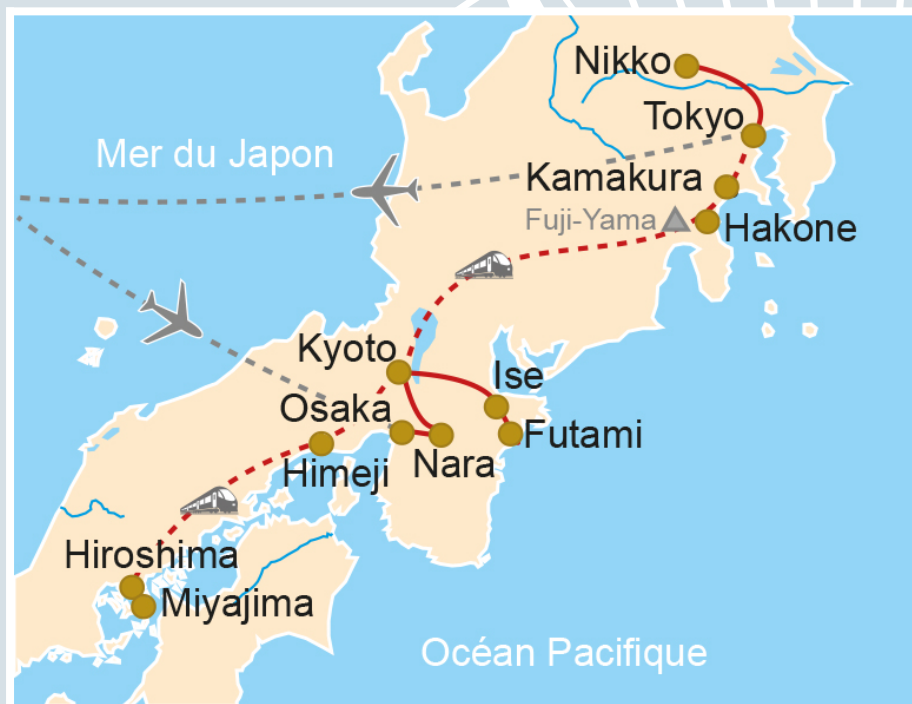 Nikko
Tokyo
Mer du Japon
Kamakura
Fuji-Yama
Hakone
Kyoto
Ise
Osaka
Futami
Himeji
Nara
Hiroshima
Miyajima
Océan Pacifique